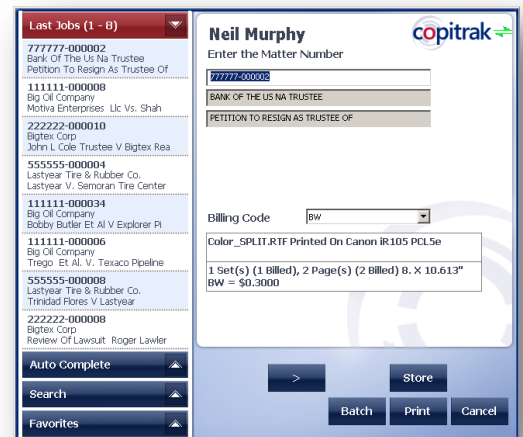 Last Jobs (1 - 8)
777777-000002
Bank Of The Us Na Trustee
Petition To Resign As Trustee Of
111111-000008
Big Oil Company
Motiva Enterprises Llc Vs. Shah
222222-000010
Bigtex Corp
John L Cole Trustee V Bigtex Rea
555555-000004
Lastyear Tire & Rubber Co.
Lastyear V. Semoran Tire Center
111111-000034
Big Oil Company
Bobby Butler Et Al V Explorer Pi
111111-000006
Big Oil Company
Trego Et Al. V. Texaco Pipeline
555555-000008
Lastyear Tire & Rubber Co.
Trinidad Flores V Lastyear
222222-000008
Bigtex Corp
Review Of Lawsuit Roger Lawler
Auto Complete
Search
Favorites
Neil Murphy
copitrak
Enter the Matter Number
777777-000002
BANK OF THE US NA TRUSTEE
PETITION TO RESIGN AS TRUSTEE OF
Billing Code BW
Color_SPLIT.RTF Printed On Canon iR105 PCL5e
1 Set(s) (1 Billed), 2 Page(s) (2 Billed) 8. X 10.613"
BW = $0.3000
> Store
Batch Print Cancel